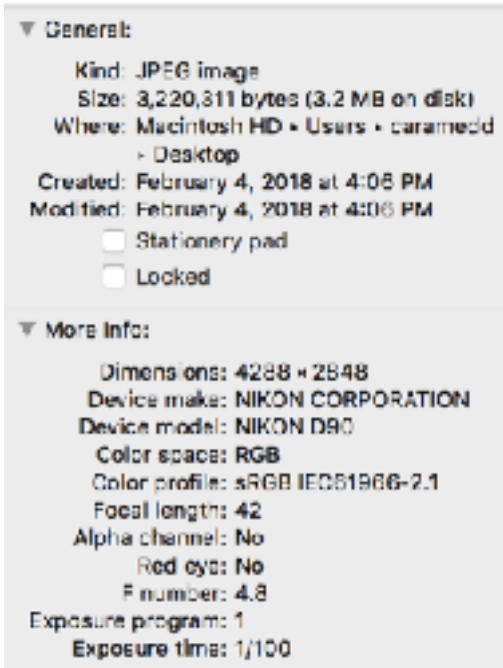 General:
Kind: JPEG image
Size: 3,220,311 bytes (3.2 MB on disk)
Where: Macintosh HD ▸ Users ▸ caramedd
▸ Desktop
Created: February 4, 2018 at 4:06 PM
Modified: February 4, 2018 at 4:06 PM
Stationery pad
Locked
More Info:
Dimensions: 4288 × 2848
Device make: NIKON CORPORATION
Device model: NIKON D90
Color space: RGB
Color profile: sRGB IEC61966-2.1
Focal length: 42
Alpha channel: No
Red eye: No
F number: 4.8
Exposure program: 1
Exposure time: 1/100